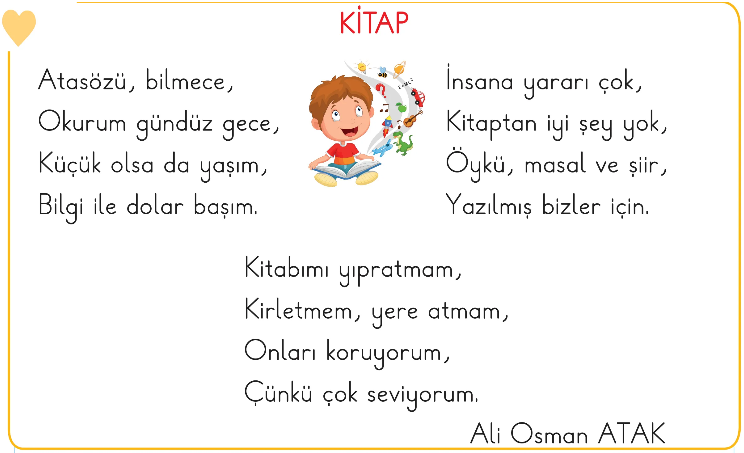 KİTAP
Atasözü, bilmece,
Okurum gündüz gece,
Küçük olsa da yaşım,
Bilgi ile dolar başım.
İnsana yararı çok,
Kitaptan iyi şey yok,
Öykü, masal ve şiir,
Yazılmış bizler için.
Kitabımı yıpratmam,
Kirletmem, yere atmam,
Onları koruyorum,
Çünkü çok seviyorum.
Ali Osman ATAK